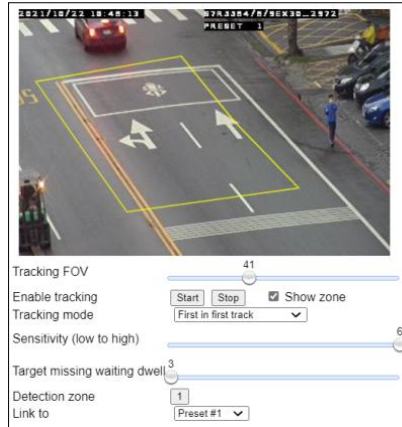 2021/10/22 10:45:13
PRESET 1
Tracking FOV
41
Enable tracking
Start
Stop
Show zone
Tracking mode
First in first track
Sensitivity (low to high)
6
Target missing waiting dwell
3
Detection zone
1
Link to
Preset #1